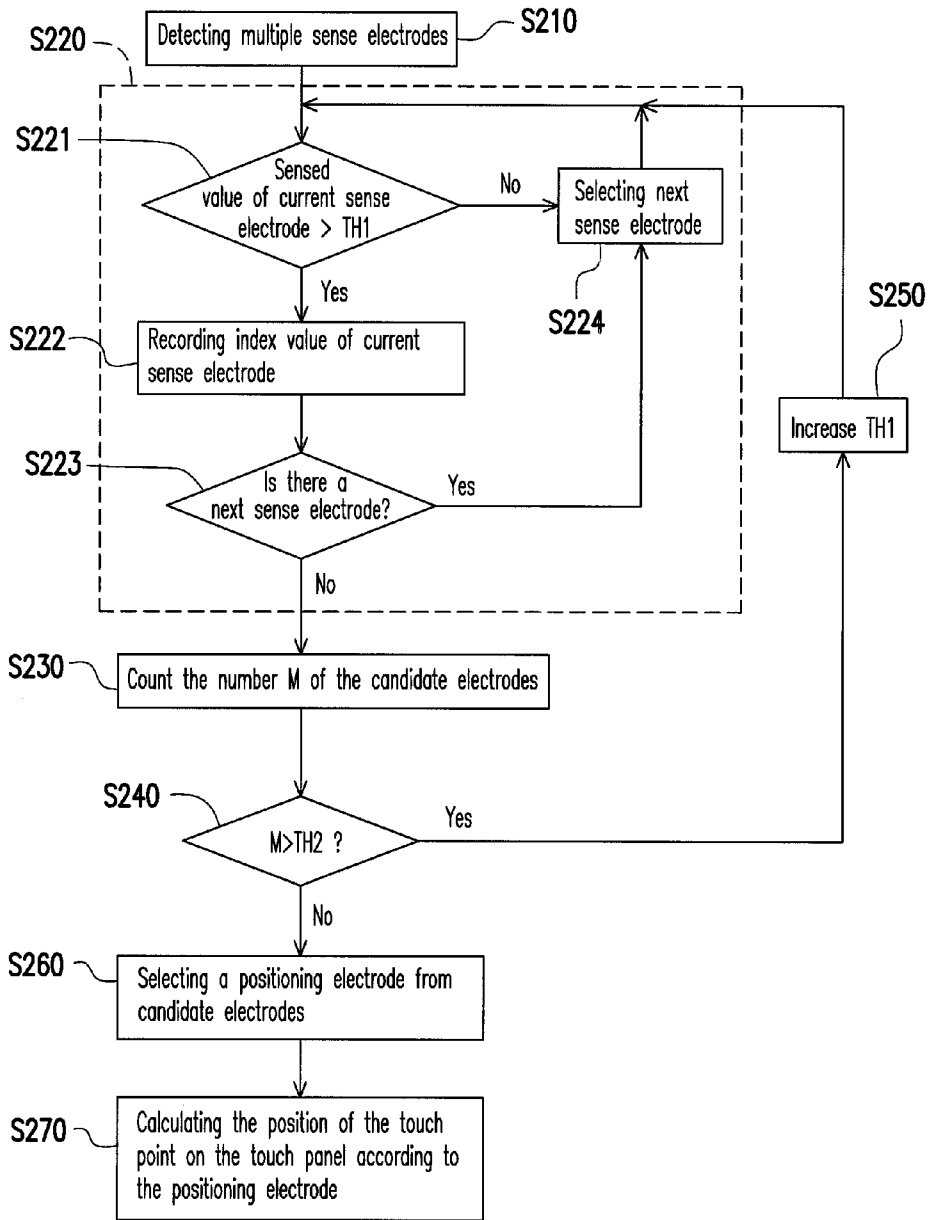 Detecting multiple sense electrodes
S210
S220
S221
Sensed
value of current sense
electrode > TH1
No
Selecting next
sense electrode
S224
Yes
S222
Recording index value of current
sense electrode
S250
Increase TH1
S223
Is there a
next sense electrode?
Yes
No
S230
Count the number M of the candidate electrodes
S240
M>TH2 ?
Yes
No
S260
Selecting a positioning electrode from
candidate electrodes
S270
Calculating the position of the touch
point on the touch panel according to
the positioning electrode